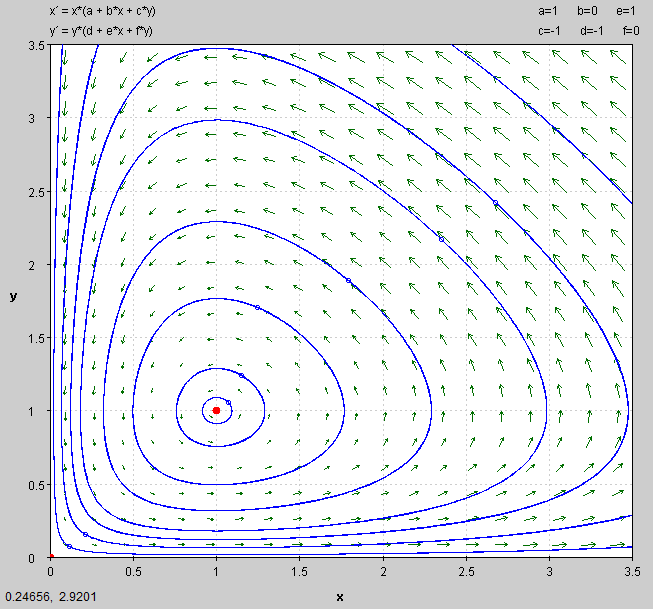 x´ = x*(a + b*x + c*y) a=1 b=0 e=1
y´ = y*(d + e*x + f*y) c=-1 d=-1 f=0
3.5
3
2.5
2
y
1.5
1
0.5
0
0 0.5 1 1.5 2 2.5 3 3.5
0.24656, 2.9201 x